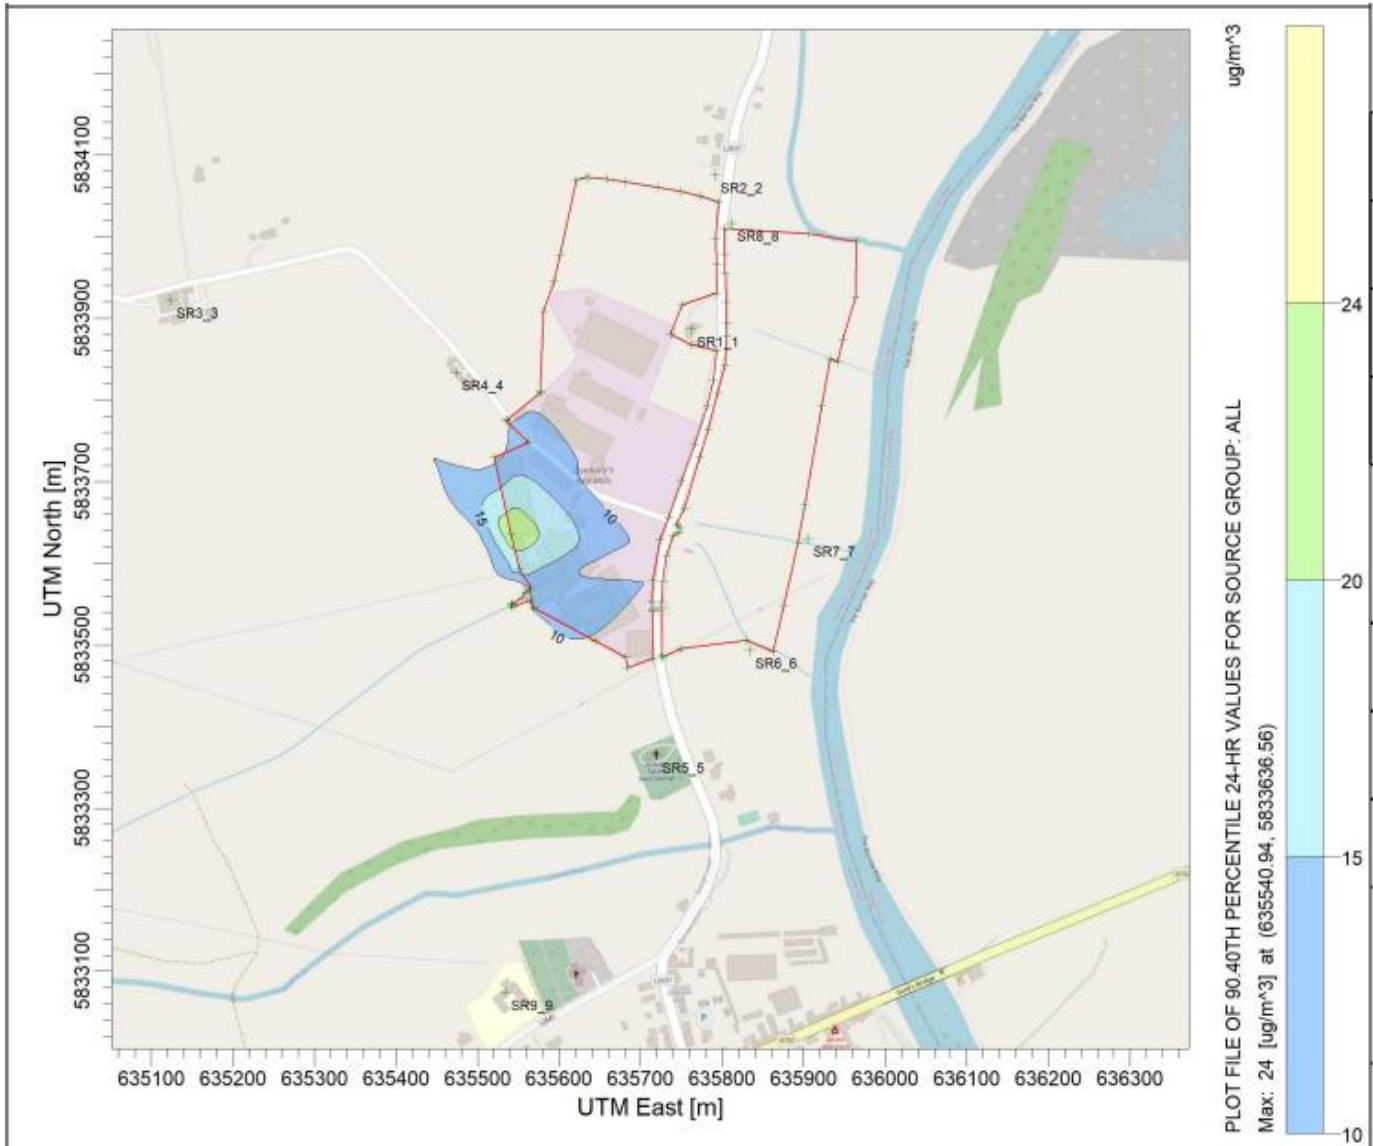 ug/m^3
24
20
15
10
PLOT FILE OF 90.40TH PERCENTILE 24-HR VALUES FOR SOURCE GROUP: ALL
Max: 24 [ug/m^3] at (635540.94, 5833636.56)
UTM North [m]
5834100
5833900
5833700
5833500
5833300
5833100
SR2_2
SR8_8
SR3_3
SR1_1
SR4_4
10
15
SR7_7
10
SR6_6
SR5_5
SR9_9
P
635100 635200 635300 635400 635500 635600 635700 635800 635900 636000 636100 636200 636300
UTM East [m]